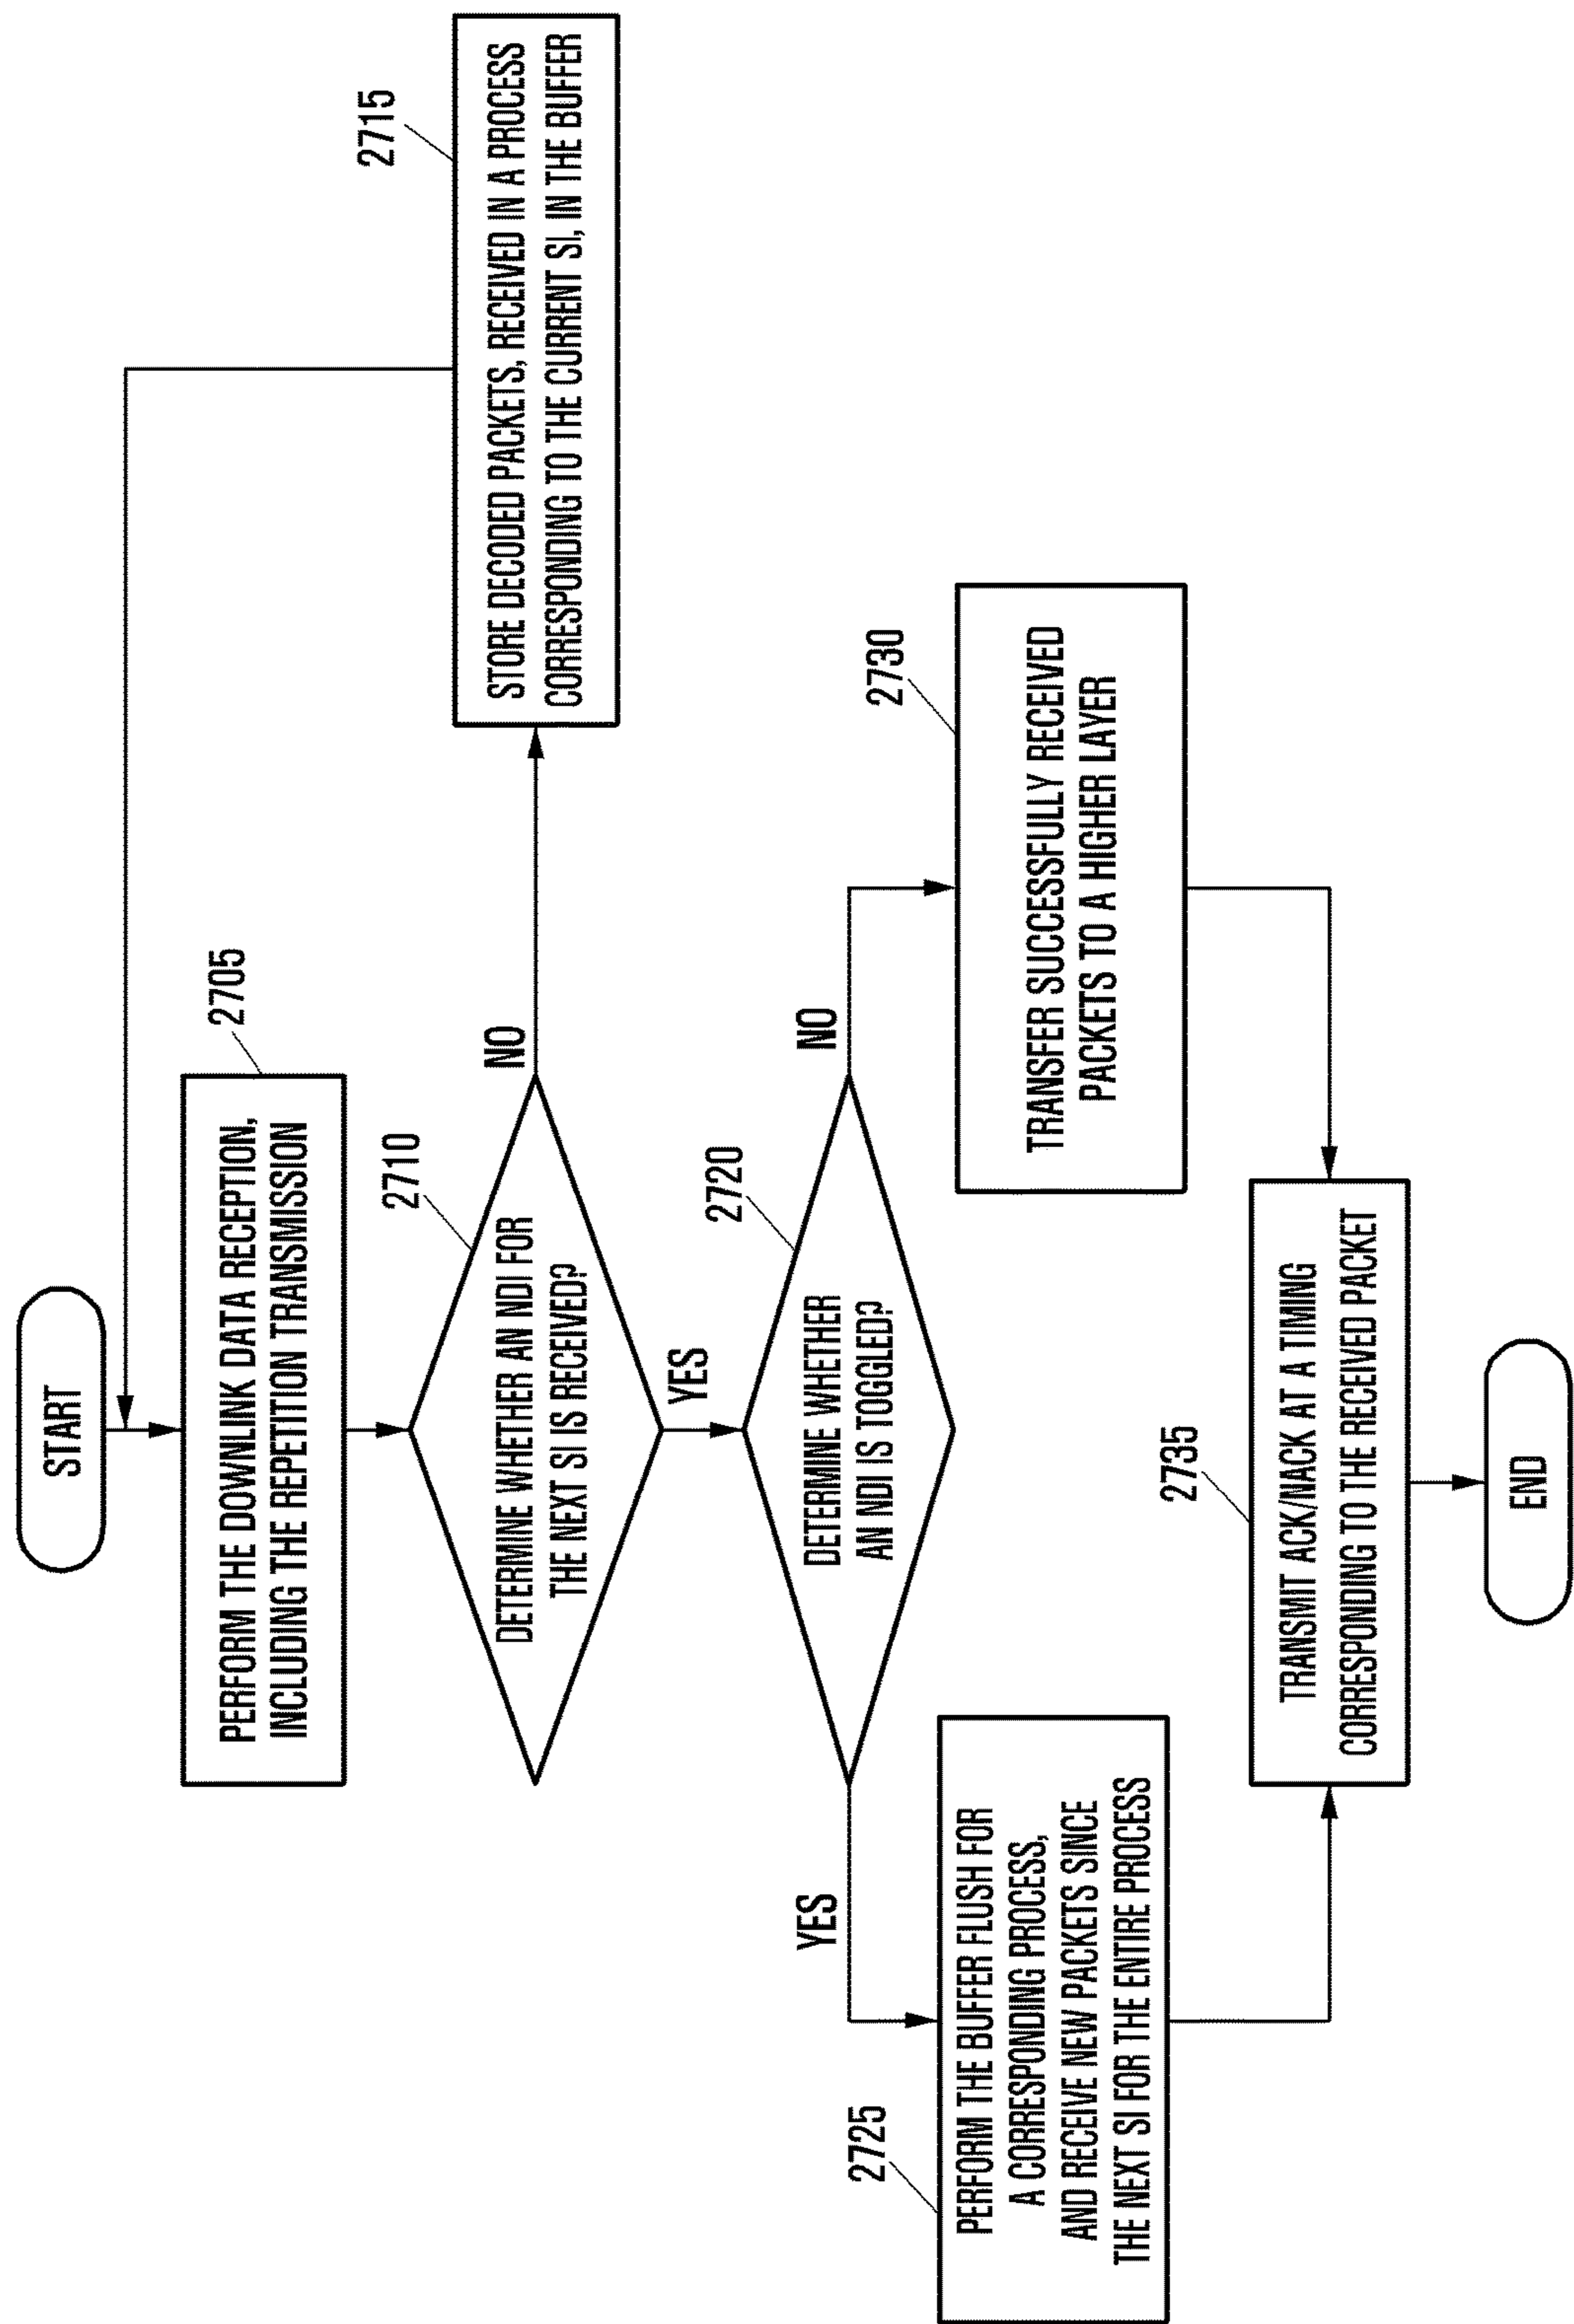 START
2705
PERFORM THE DOWNLINK DATA RECEPTION,
INCLUDING THE REPETITION TRANSMISSION
2710
DETERMINE WHETHER AN NDI FOR
THE NEXT SI IS RECEIVED?
NO
2715
STORE DECODED PACKETS, RECEIVED IN A PROCESS
CORRESPONDING TO THE CURRENT SI, IN THE BUFFER
YES
2720
DETERMINE WHETHER
AN NDI IS TOGGLED?
YES
NO
2725
PERFORM THE BUFFER FLUSH FOR
A CORRESPONDING PROCESS,
AND RECEIVE NEW PACKETS SINCE
THE NEXT SI FOR THE ENTIRE PROCESS
2730
TRANSFER SUCCESSFULLY RECEIVED
PACKETS TO A HIGHER LAYER
2735
TRANSMIT ACK/NACK AT A TIMING
CORRESPONDING TO THE RECEIVED PACKET
END